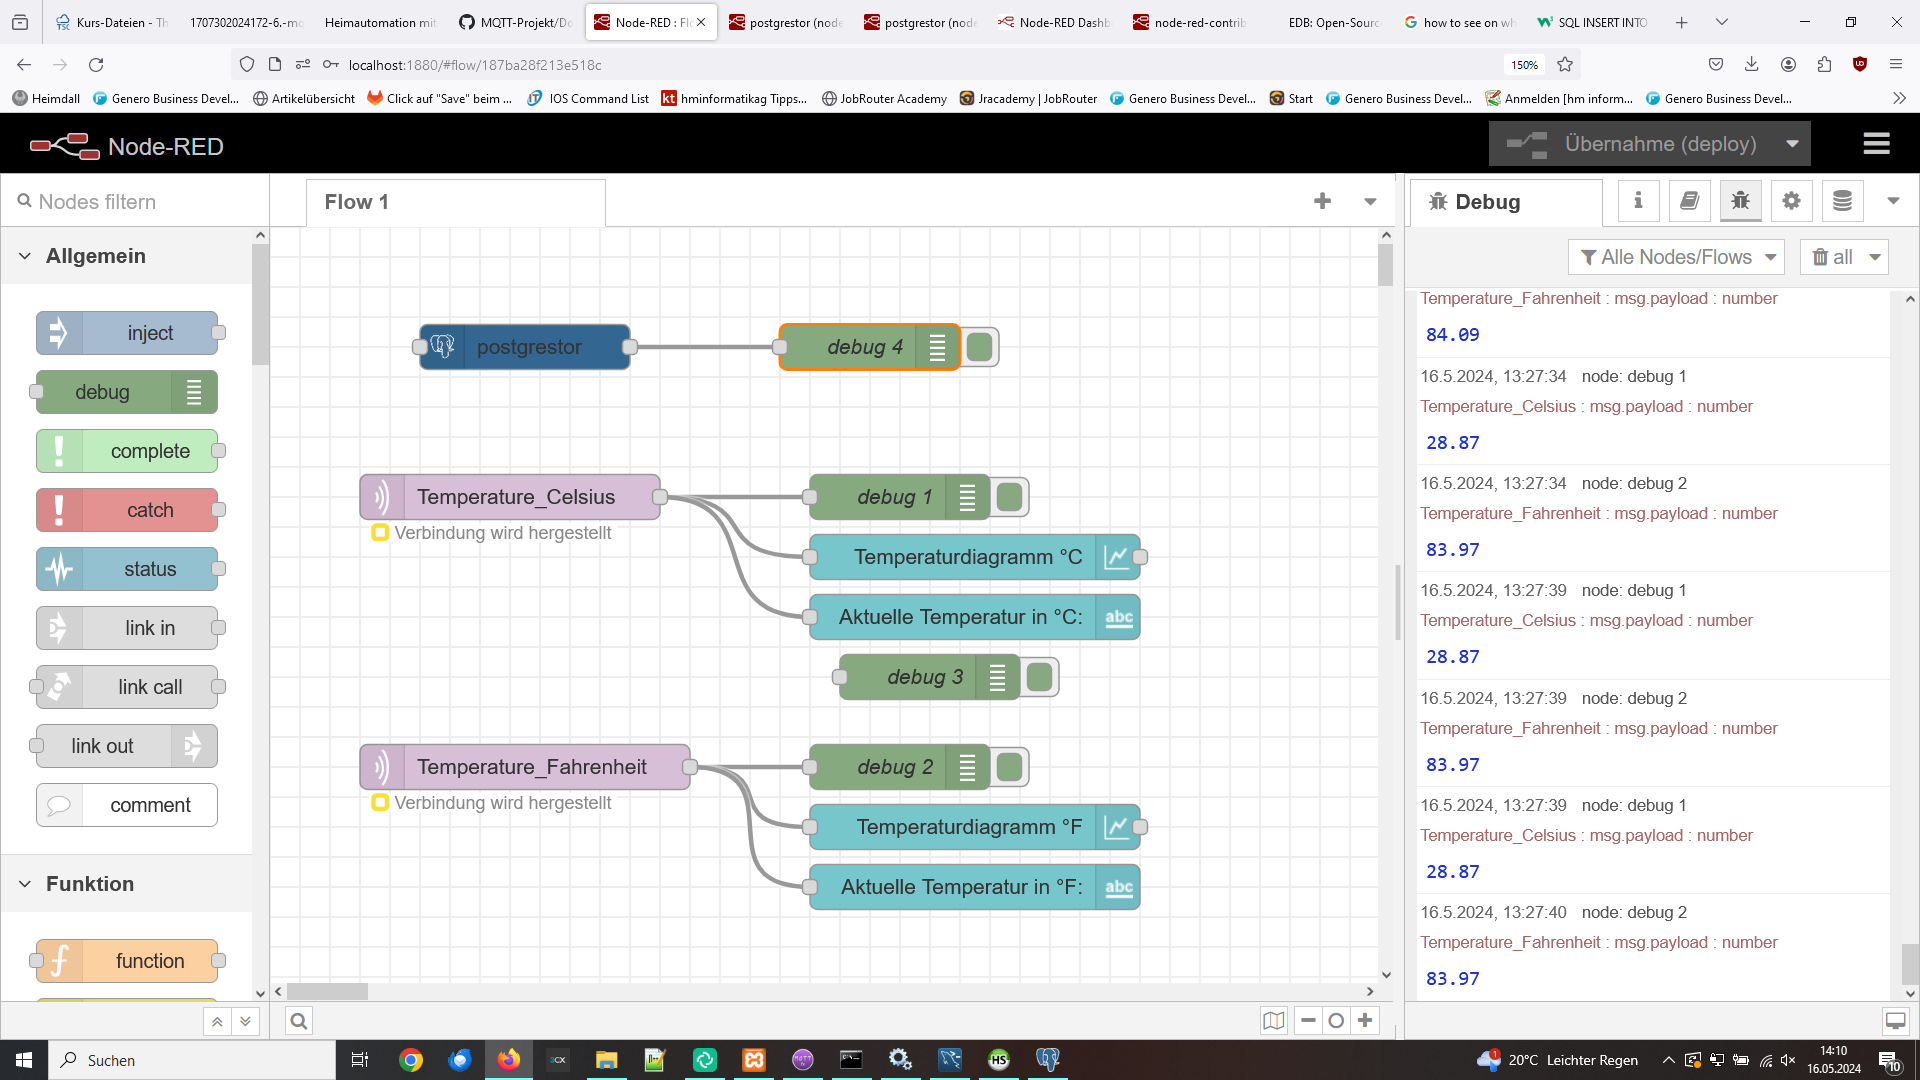 Kurs-Dateien - Th
1707302024172-6.-mq
Heimautomation mit
MQTT-Projekt/Do
Node-RED : Flo
postgrestor (node
postgrestor (node
Node-RED Dashb
node-red-contrib
EDB: Open-Sourc
how to see on wh
SQL INSERT INTO
localhost:1880/#flow/187ba28f213e518c
150%
Heimdall
Genero Business Devel...
Artikelübersicht
Click auf "Save" beim ...
IOS Command List
hminformatikag Tipps...
JobRouter Academy
Jracademy | JobRouter
Genero Business Devel...
Start
Genero Business Devel...
Anmelden [hm inform...
Genero Business Devel...
Node-RED
Übernahme (deploy)
Nodes filtern
Flow 1
Debug
Allgemein
Alle Nodes/Flows
all
inject
debug
complete
catch
status
link in
link call
link out
comment
Funktion
function
postgrestor
debug 4
Temperature_Celsius
Verbindung wird hergestellt
debug 1
Temperaturdiagramm °C
Aktuelle Temperatur in °C:
abc
debug 3
Temperature_Fahrenheit
Verbindung wird hergestellt
debug 2
Temperaturdiagramm °F
Aktuelle Temperatur in °F:
abc
Temperature_Fahrenheit : msg.payload : number
84.09
16.5.2024, 13:27:34 node: debug 1
Temperature_Celsius : msg.payload : number
28.87
16.5.2024, 13:27:34 node: debug 2
Temperature_Fahrenheit : msg.payload : number
83.97
16.5.2024, 13:27:39 node: debug 1
Temperature_Celsius : msg.payload : number
28.87
16.5.2024, 13:27:39 node: debug 2
Temperature_Fahrenheit : msg.payload : number
83.97
16.5.2024, 13:27:39 node: debug 1
Temperature_Celsius : msg.payload : number
28.87
16.5.2024, 13:27:40 node: debug 2
Temperature_Fahrenheit : msg.payload : number
83.97
Suchen
3CX
HS
1
20°C Leichter Regen
14:10
16.05.2024
10